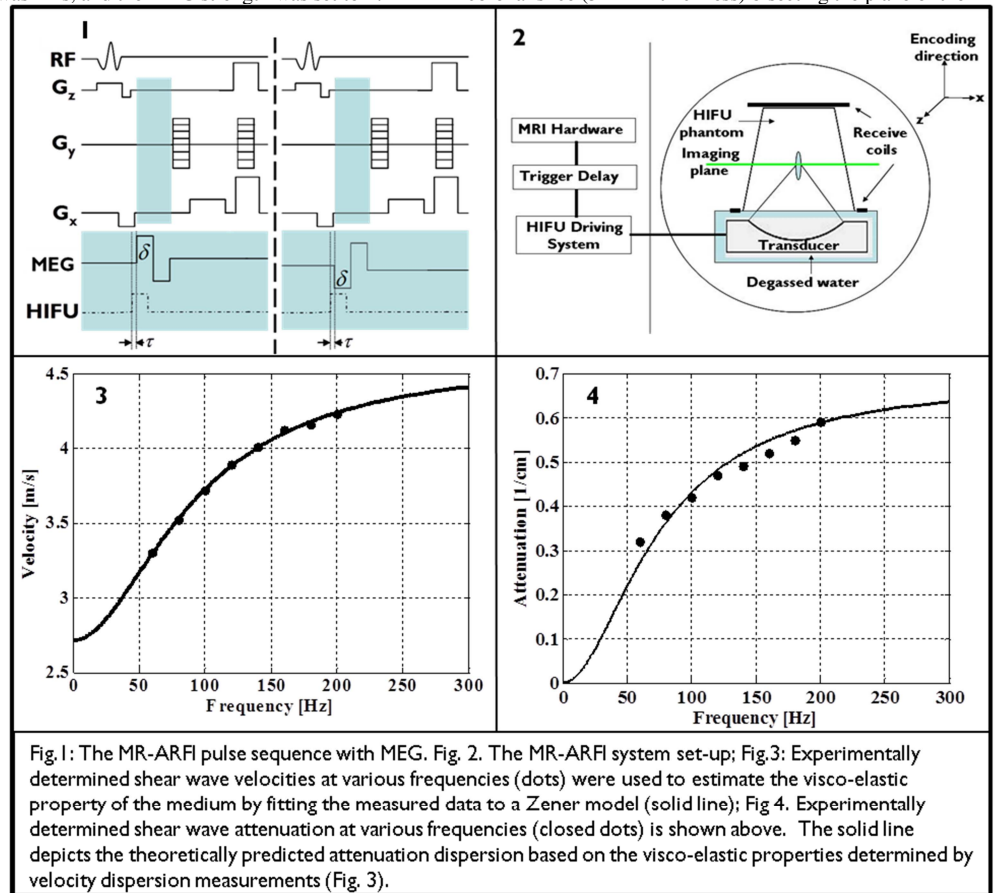 1
RF
Gz
Gy
Gx
MEG
HIFU
δ
δ
τ
τ
2
Encoding
direction
x
z
MRI Hardware
Trigger Delay
HIFU Driving
System
HIFU
phantom
Imaging
plane
Receive
coils
Transducer
Degassed water
3
Velocity [m/s]
4.5
4
3.5
3
2.5
0 50 100 150 200 250 300
Frequency [Hz]
4
Attenuation [1/cm]
0.7
0.6
0.5
0.4
0.3
0.2
0.1
0
0 50 100 150 200 250 300
Frequency [Hz]
Fig.1: The MR-ARFI pulse sequence with MEG. Fig. 2. The MR-ARFI system set-up; Fig.3: Experimentally
determined shear wave velocities at various frequencies (dots) were used to estimate the visco-elastic
property of the medium by fitting the measured data to a Zener model (solid line); Fig 4. Experimentally
determined shear wave attenuation at various frequencies (closed dots) is shown above. The solid line
depicts the theoretically predicted attenuation dispersion based on the visco-elastic properties determined by
velocity dispersion measurements (Fig. 3).